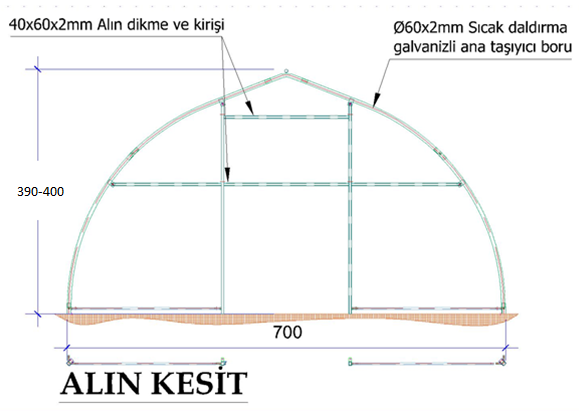 40x60x2mm Alın dikme ve kirişi
Ø60x2mm Sıcak daldırma
galvanizli ana taşıyıcı boru
390-400
700
ALIN KESİT